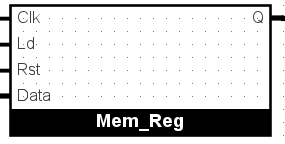 Clk Q
Ld
Rst
Data
Mem_Reg